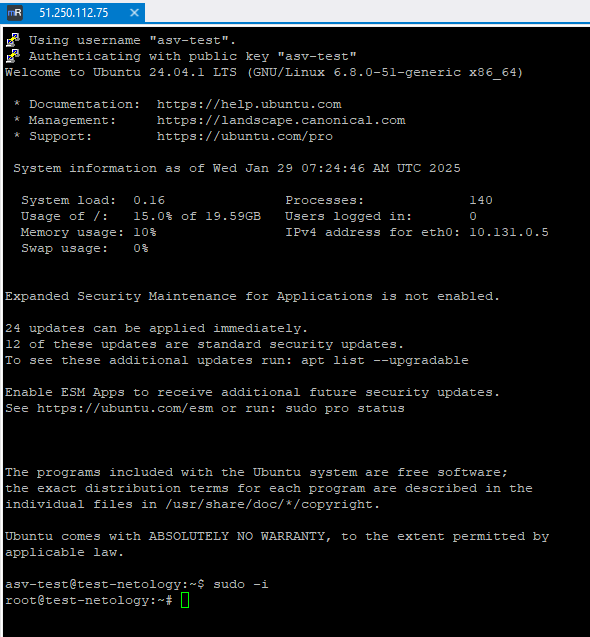 mR 51.250.112.75 ×
Using username "asv-test".
Authenticating with public key "asv-test"
Welcome to Ubuntu 24.04.1 LTS (GNU/Linux 6.8.0-51-generic x86_64)
* Documentation:  https://help.ubuntu.com
* Management:     https://landscape.canonical.com
* Support:        https://ubuntu.com/pro
System information as of Wed Jan 29 07:24:46 AM UTC 2025
System load:  0.16               Processes:             140
Usage of /:   15.0% of 19.59GB   Users logged in:       0
Memory usage: 10%                IPv4 address for eth0: 10.131.0.5
Swap usage:   0%
Expanded Security Maintenance for Applications is not enabled.
24 updates can be applied immediately.
12 of these updates are standard security updates.
To see these additional updates run: apt list --upgradable
Enable ESM Apps to receive additional future security updates.
See https://ubuntu.com/esm or run: sudo pro status
The programs included with the Ubuntu system are free software;
the exact distribution terms for each program are described in the
individual files in /usr/share/doc/*/copyright.
Ubuntu comes with ABSOLUTELY NO WARRANTY, to the extent permitted by
applicable law.
asv-test@test-netology:~$ sudo -i
root@test-netology:~#